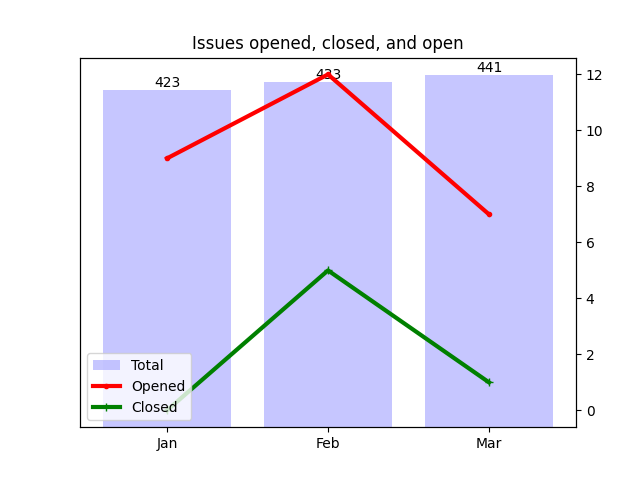 Issues opened, closed, and open
423
433
441
12
10
8
6
4
2
0
Total
Opened
Closed
Jan
Feb
Mar